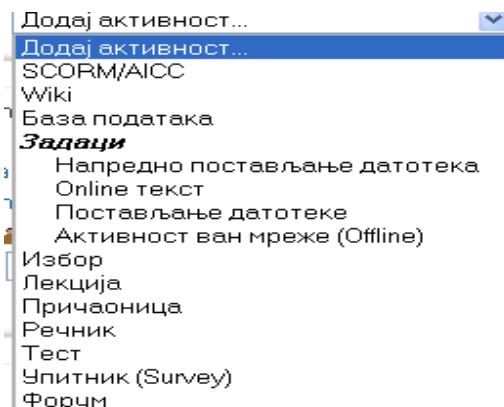 Додај активност...
Додај активност...
SCORM/AICC
Wiki
База података
Задаци
Напредно постављање датотека
Online текст
Постављање датотеке
Активност ван мреже (Offline)
Избор
Лекција
Причаоница
Речник
Тест
Упитник (Survey)
Форум